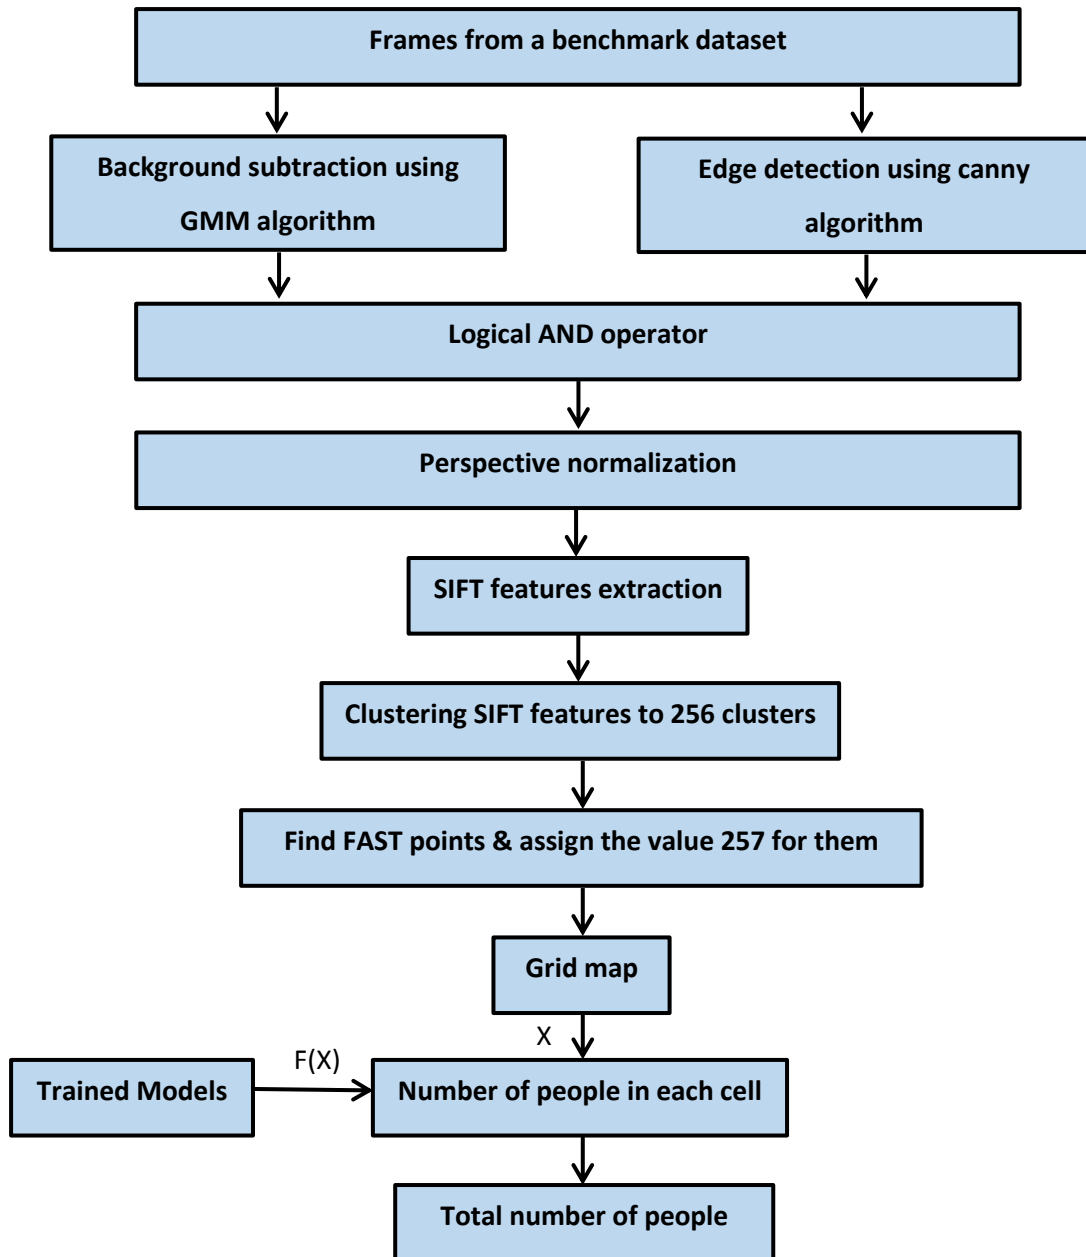 Frames from a benchmark dataset
Background subtraction using
GMM algorithm
Edge detection using canny
algorithm
Logical AND operator
Perspective normalization
SIFT features extraction
Clustering SIFT features to 256 clusters
Find FAST points & assign the value 257 for them
Grid map
X
F(X)
Trained Models
Number of people in each cell
Total number of people